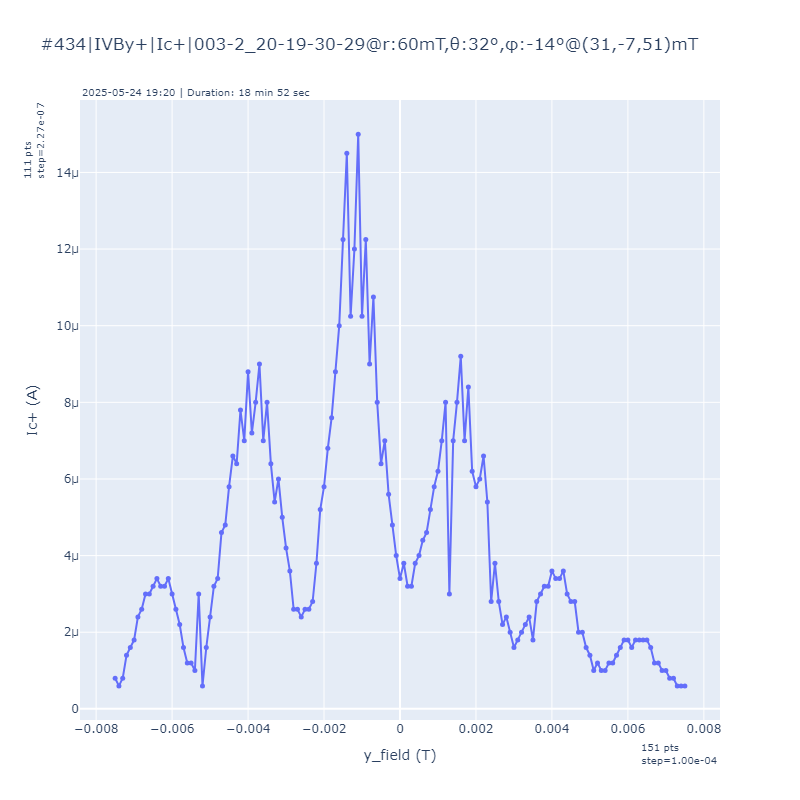 #434|IVBy+|Ic+|003-2_20-19-30-29@r:60mT,θ:32º,φ:-14º@(31,-7,51)mT
2025-05-24 19:20 | Duration: 18 min 52 sec
111 pts
step=2.27e-07
14μ
12μ
10μ
8μ
6μ
4μ
2μ
0
Ic+ (A)
−0.008
−0.006
−0.004
−0.002
0
0.002
0.004
0.006
0.008
y_field (T)
151 pts
step=1.00e-04